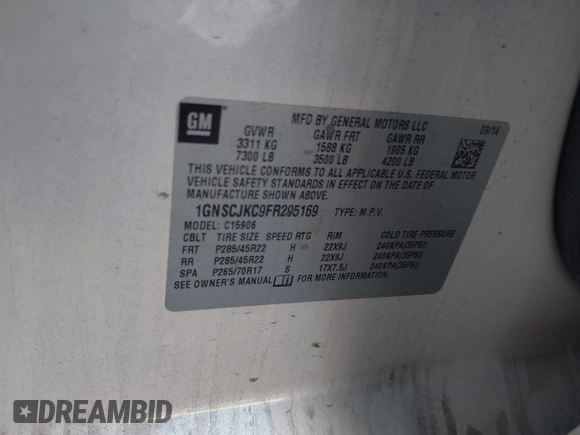 GM
MFD BY GENERAL MOTORS LLC 09/14
GVWR GAWR FRT GAWR RR
3311 KG 1588 KG 1905 KG
7300 LB 3500 LB 4200 LB
THIS VEHICLE CONFORMS TO ALL APPLICABLE U.S. FEDERAL MOTOR
VEHICLE SAFETY STANDARDS IN EFFECT ON THE DATE OF
MANUFACTURE SHOWN ABOVE.
1GNSCJKC9FR295169 TYPE: M.P.V.
MODEL: C15906
CBLT TIRE SIZE SPEED RTG RIM COLD TIRE PRESSURE
FRT P285/45R22 H 22X9J 240KPA(35PSI)
RR P285/45R22 H 22X9J 240KPA(35PSI)
SPA P265/70R17 S 17X7.5J 240KPA(35PSI)
SEE OWNER'S MANUAL FOR MORE INFORMATION.
DREAMBID